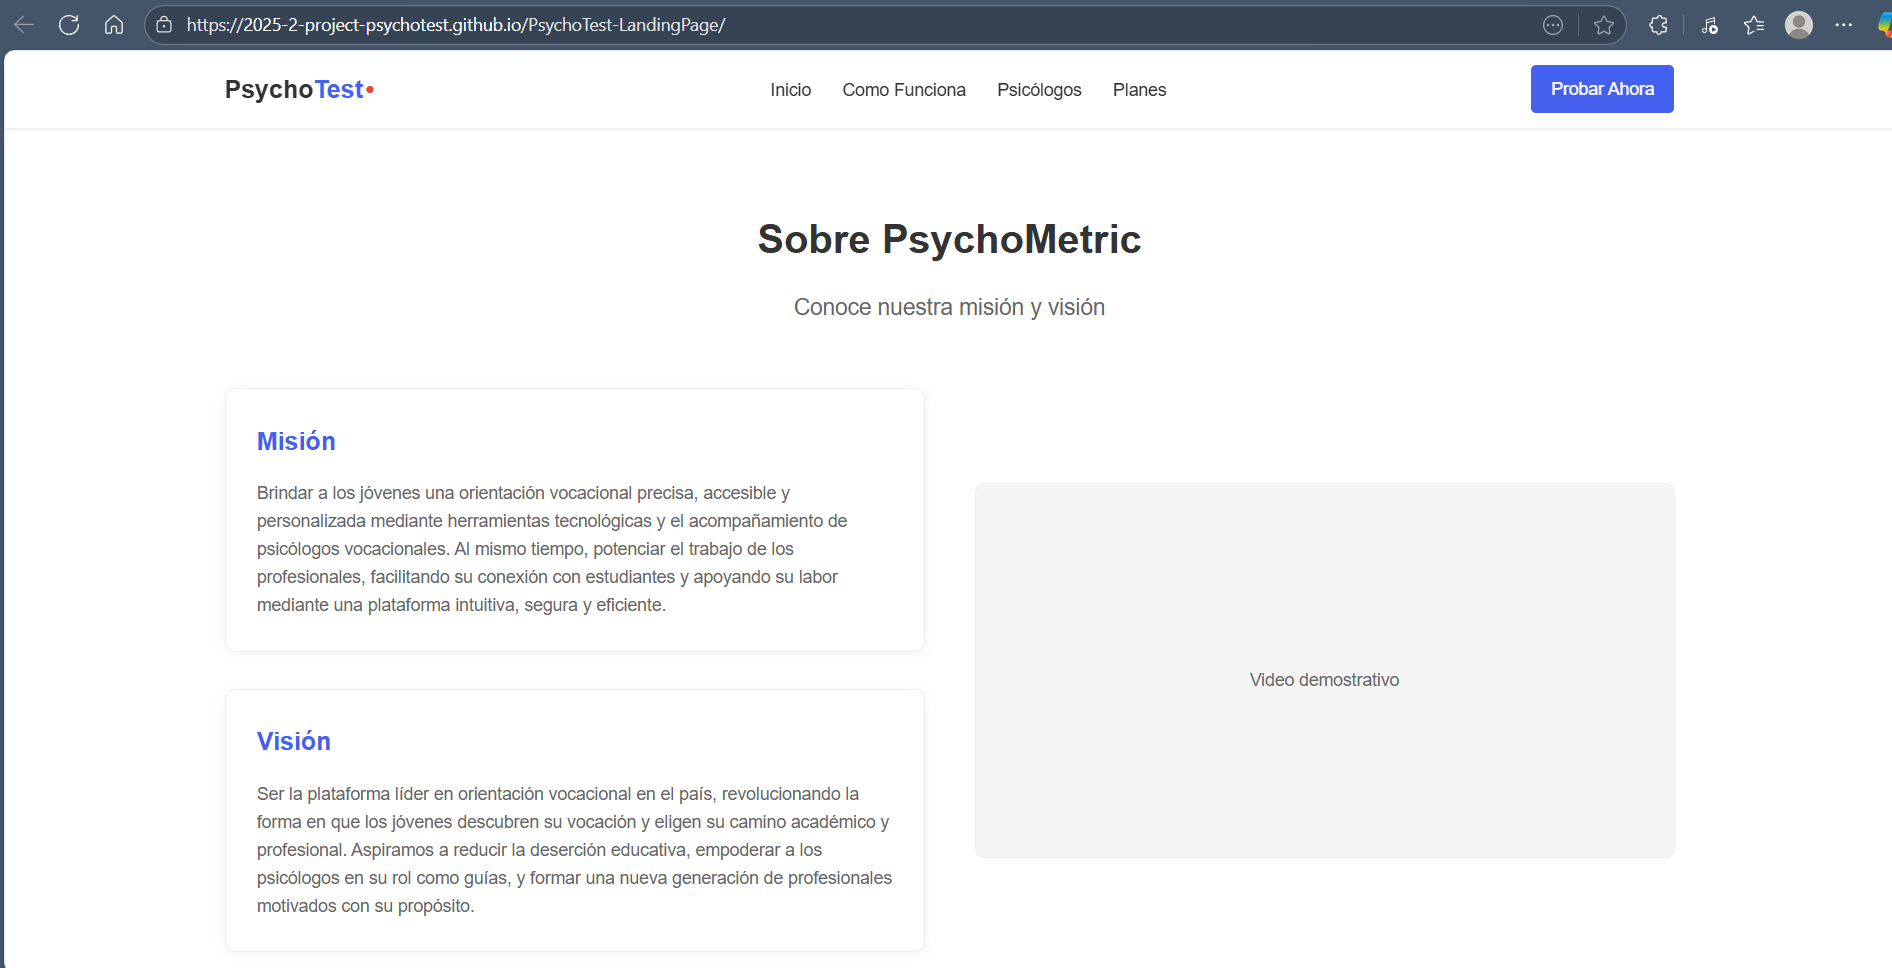 https://2025-2-project-psychotest.github.io/PsychoTest-LandingPage/
PsychoTest
Inicio Como Funciona Psicólogos Planes
Probar Ahora
Sobre PsychoMetric
Conoce nuestra misión y visión
Misión
Brindar a los jóvenes una orientación vocacional precisa, accesible y
personalizada mediante herramientas tecnológicas y el acompañamiento de
psicólogos vocacionales. Al mismo tiempo, potenciar el trabajo de los
profesionales, facilitando su conexión con estudiantes y apoyando su labor
mediante una plataforma intuitiva, segura y eficiente.
Visión
Ser la plataforma líder en orientación vocacional en el país, revolucionando la
forma en que los jóvenes descubren su vocación y eligen su camino académico y
profesional. Aspiramos a reducir la deserción educativa, empoderar a los
psicólogos en su rol como guías, y formar una nueva generación de profesionales
motivados con su propósito.
Video demostrativo